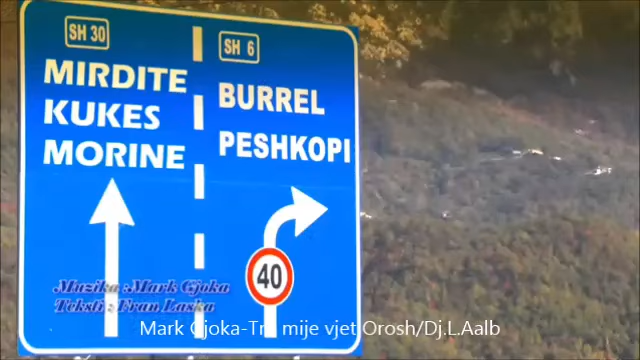 SH 30
MIRDITE
KUKES
MORINE
SH 6
BURREL
PESHKOPI
40
Muzika :Mark Gjoka
Teksti : Fran Laska
Mark Gjoka-Tre mije vjet Orosh/Dj.L.Aalb